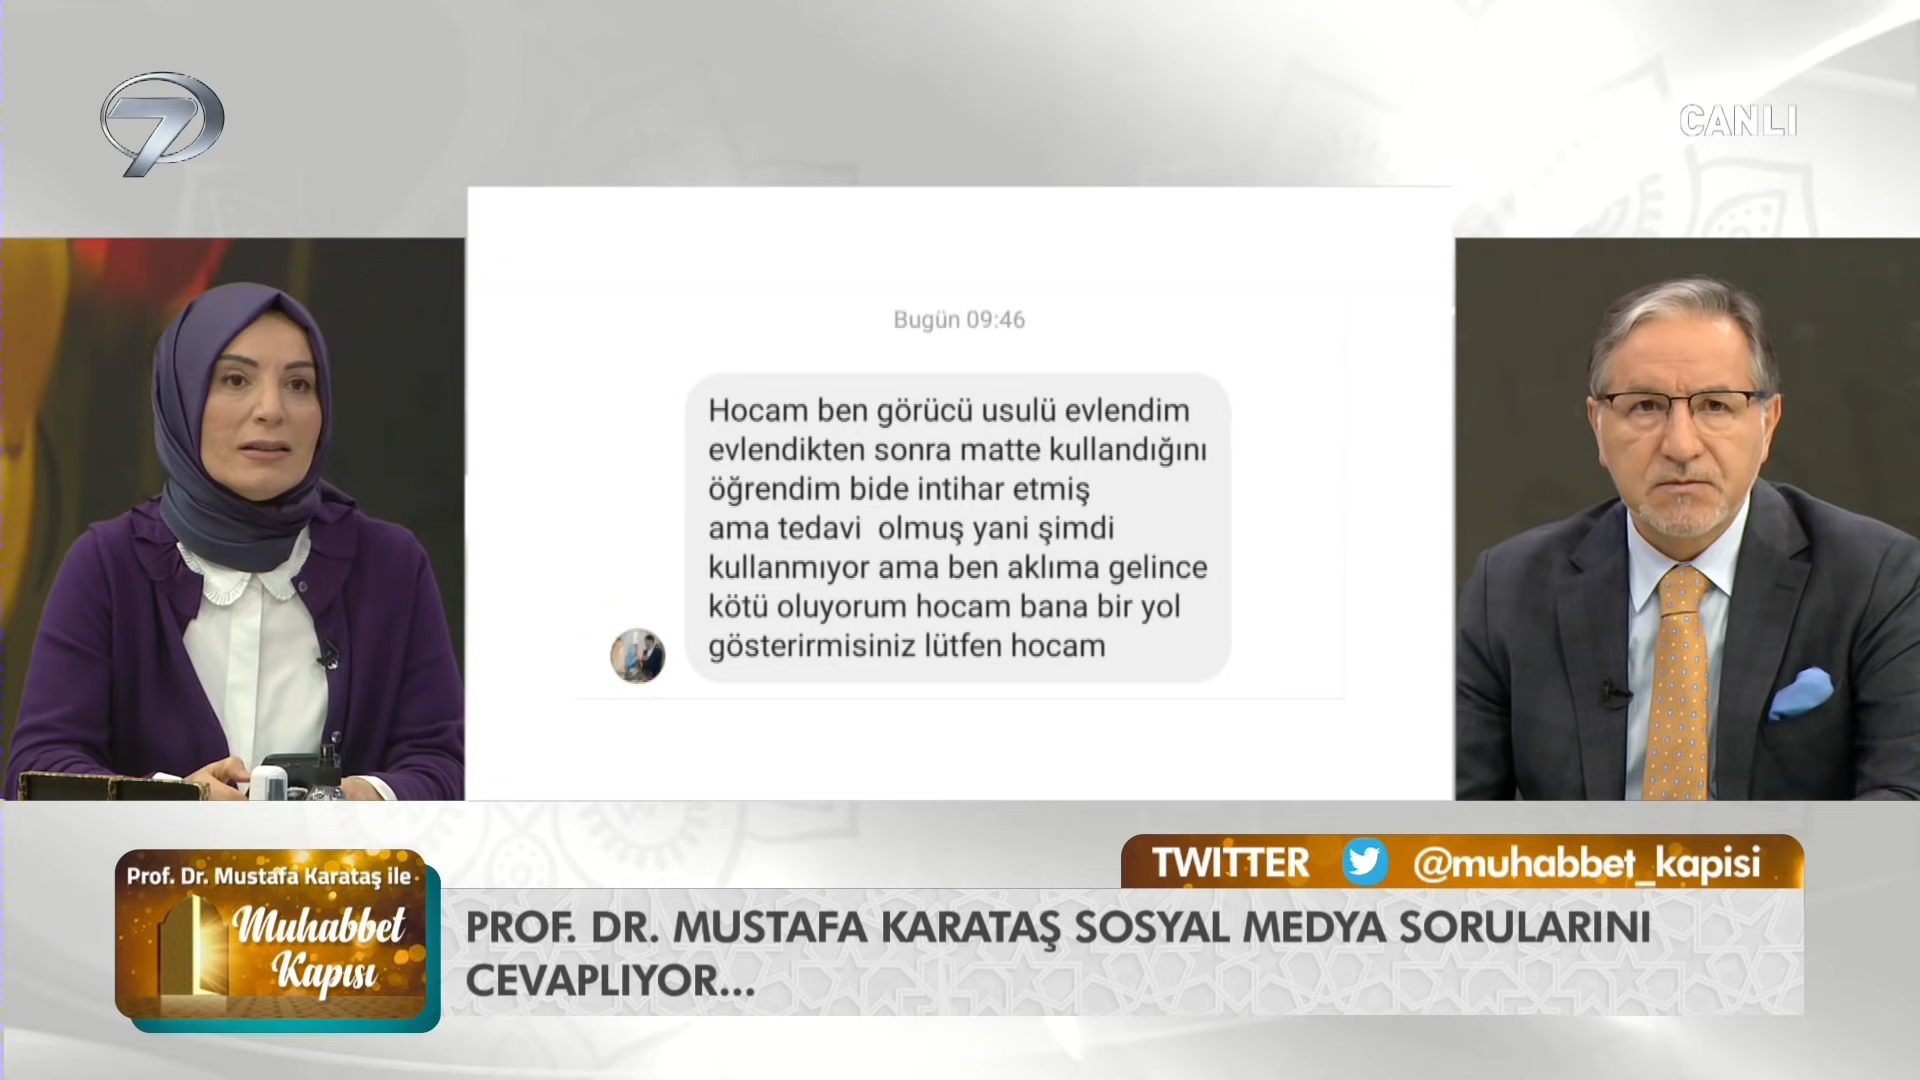 7
CANLI
Bugün 09:46
Hocam ben görücü usulü evlendim
evlendikten sonra matte kullandığını
öğrendim bide intihar etmiş
ama tedavi  olmuş yani şimdi
kullanmıyor ama ben aklıma gelince
kötü oluyorum hocam bana bir yol
gösterirmisiniz lütfen hocam
TWITTER @muhabbet_kapisi
Prof. Dr. Mustafa Karataş ile
Muhabbet
Kapısı
PROF. DR. MUSTAFA KARATAŞ SOSYAL MEDYA SORULARINI
CEVAPLIYOR...